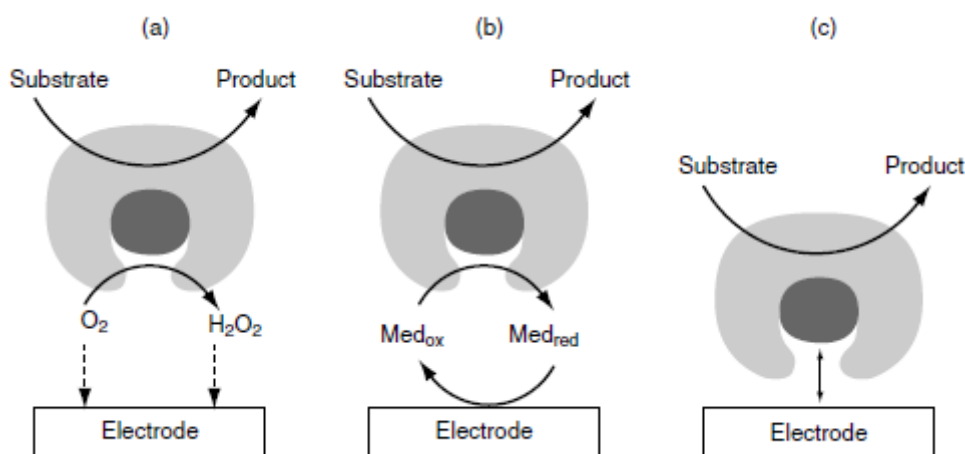 (a)
Substrate Product
O₂ H₂O₂
Electrode
(b)
Substrate Product
Medox Medred
Electrode
(c)
Substrate Product
Electrode